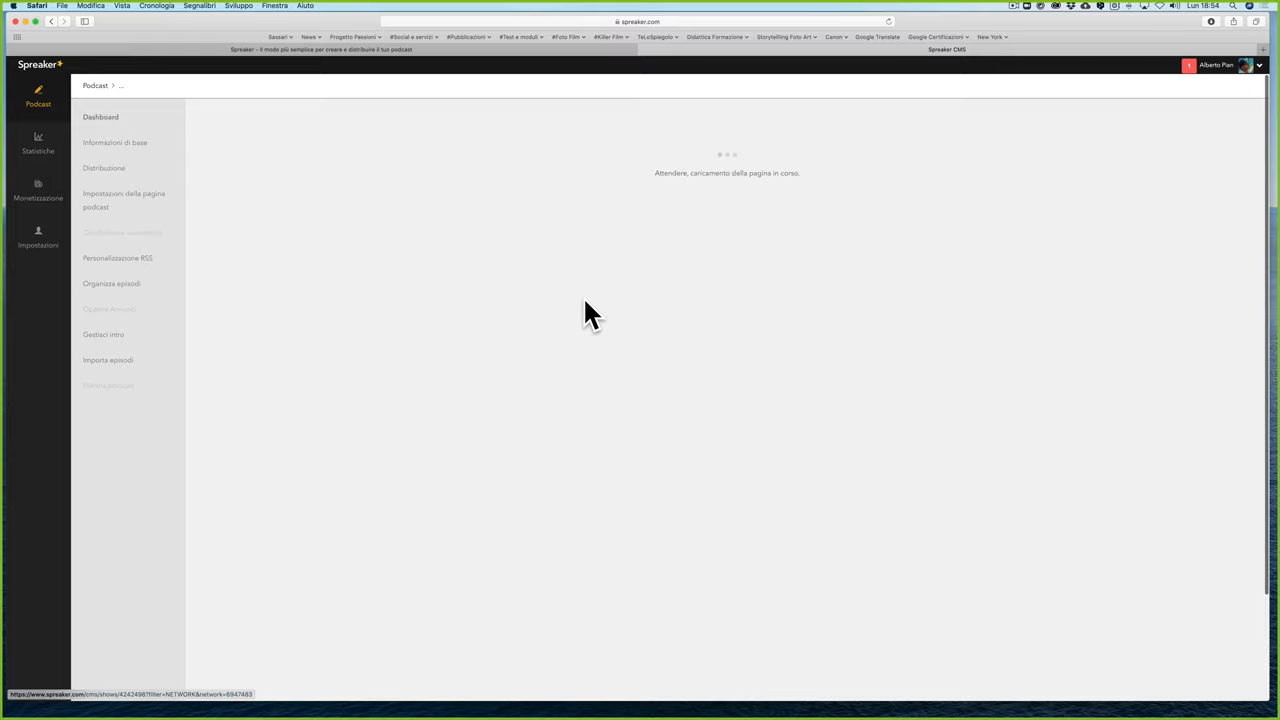 Safari File Modifica Vista Cronologia Segnalibri Sviluppo Finestra Aiuto Lun 18:54
spreaker.com
Sassari News Progetto Passioni #Social e servizi #Pubblicazioni #Test e moduli #Foto Film #Killer Film TeLoSpiegolo Didattica Formazione Storytelling Foto Art Canon Google Translate Google Certificazioni New York
Spreaker - Il modo più semplice per creare e distribuire il tuo podcast Spreaker CMS
Spreaker 1 Alberto Pian
Podcast > ...
Podcast
Dashboard
Statistiche
Informazioni di base
Distribuzione
Attendere, caricamento della pagina in corso.
Monetizzazione
Impostazioni della pagina
podcast
Impostazioni
Personalizzazione RSS
Organizza episodi
Gestisci intro
Importa episodi
https://www.spreaker.com/cms/shows/4242498?filter=NETWORK&network=6947483